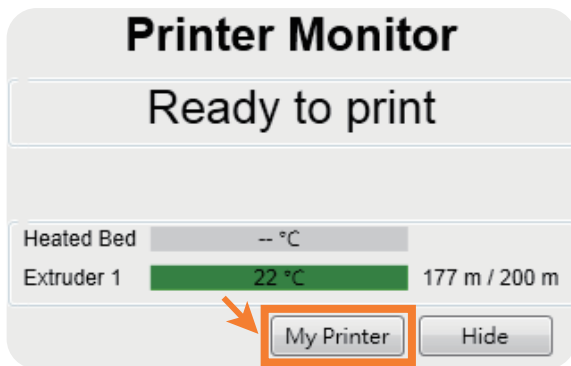 Printer Monitor
Ready to print
Heated Bed -- °C
Extruder 1 22 °C 177 m / 200 m
My Printer Hide